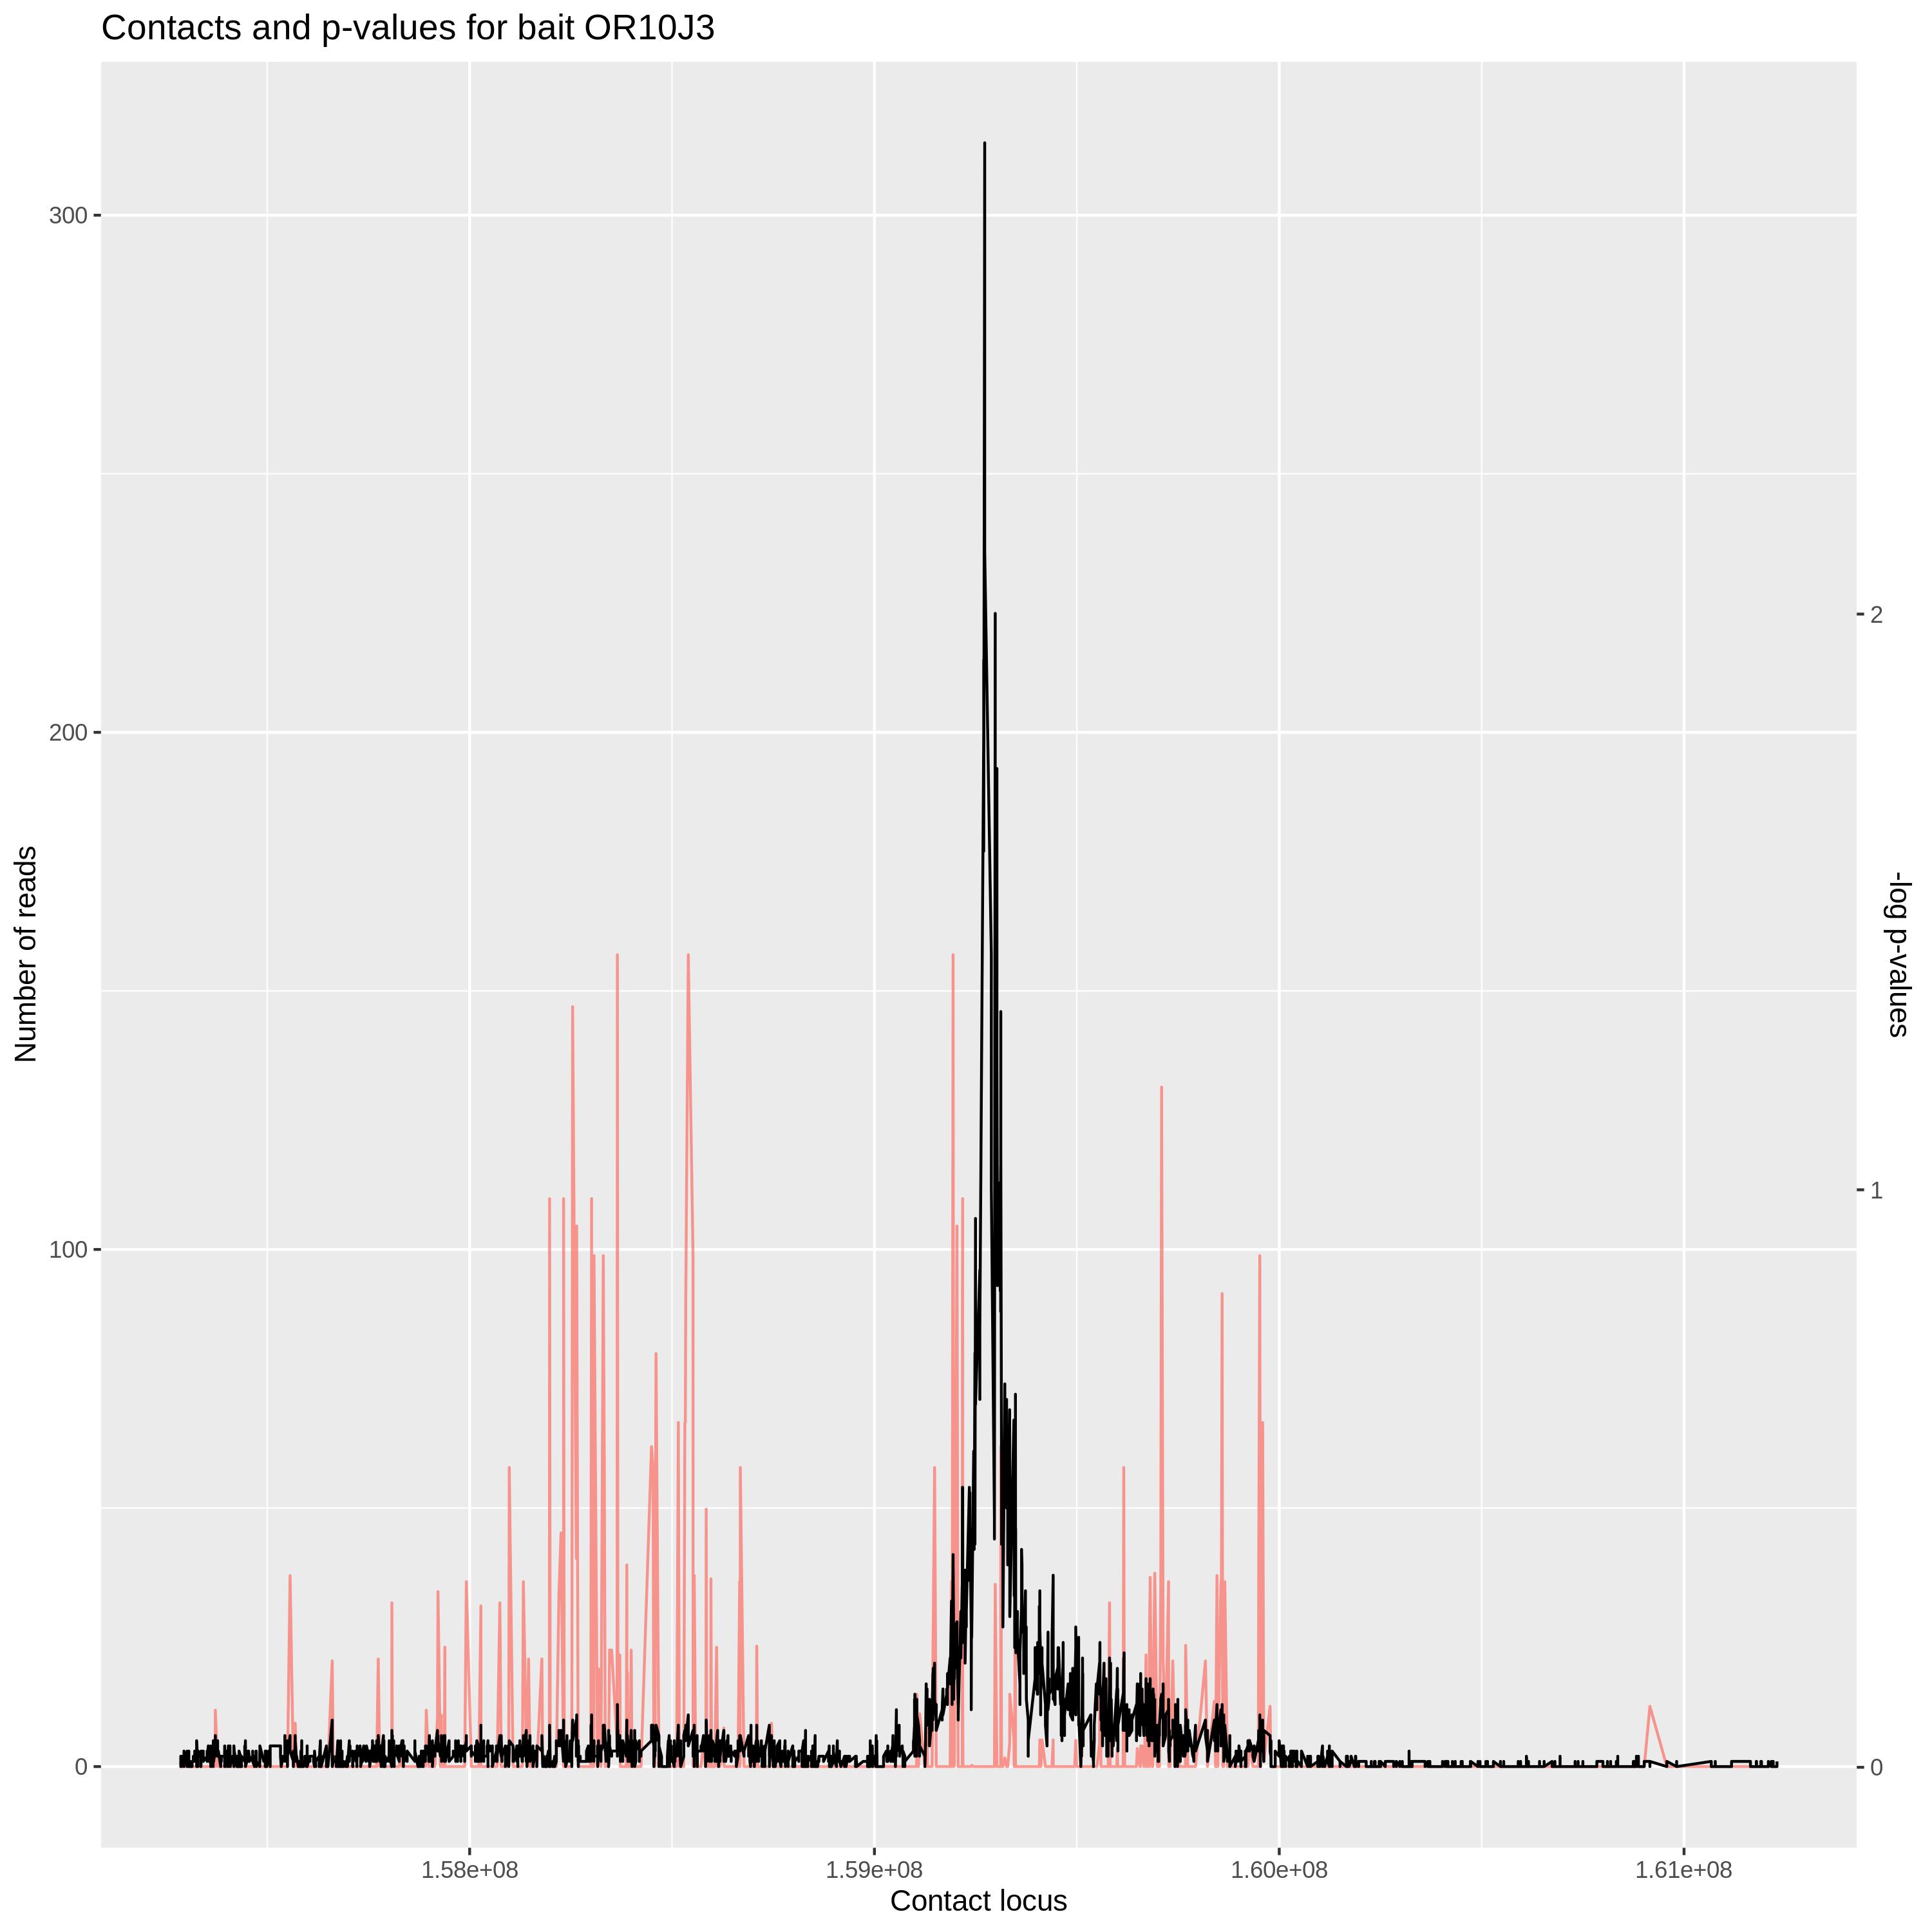 Contacts and p-values for bait OR10J3
300
200
100
0
Number of reads
2
1
0
-log p-values
1.58e+08
1.59e+08
1.60e+08
1.61e+08
Contact locus